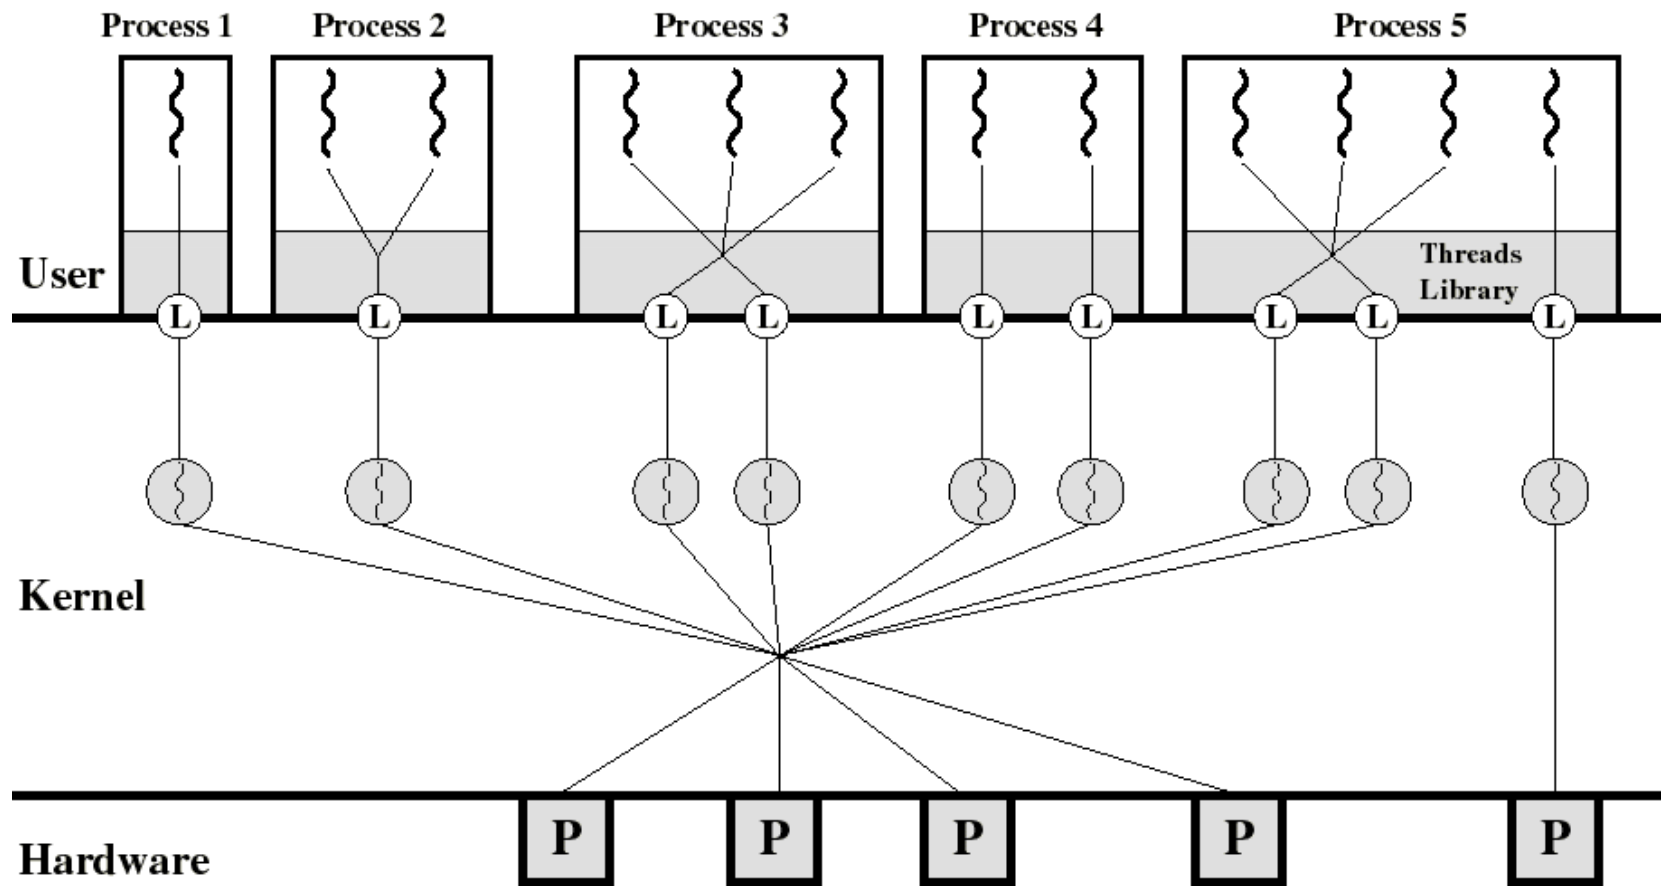 Process 1 Process 2 Process 3 Process 4 Process 5
Threads
User Library
L L L L L L L L L
Kernel
P P P P P
Hardware